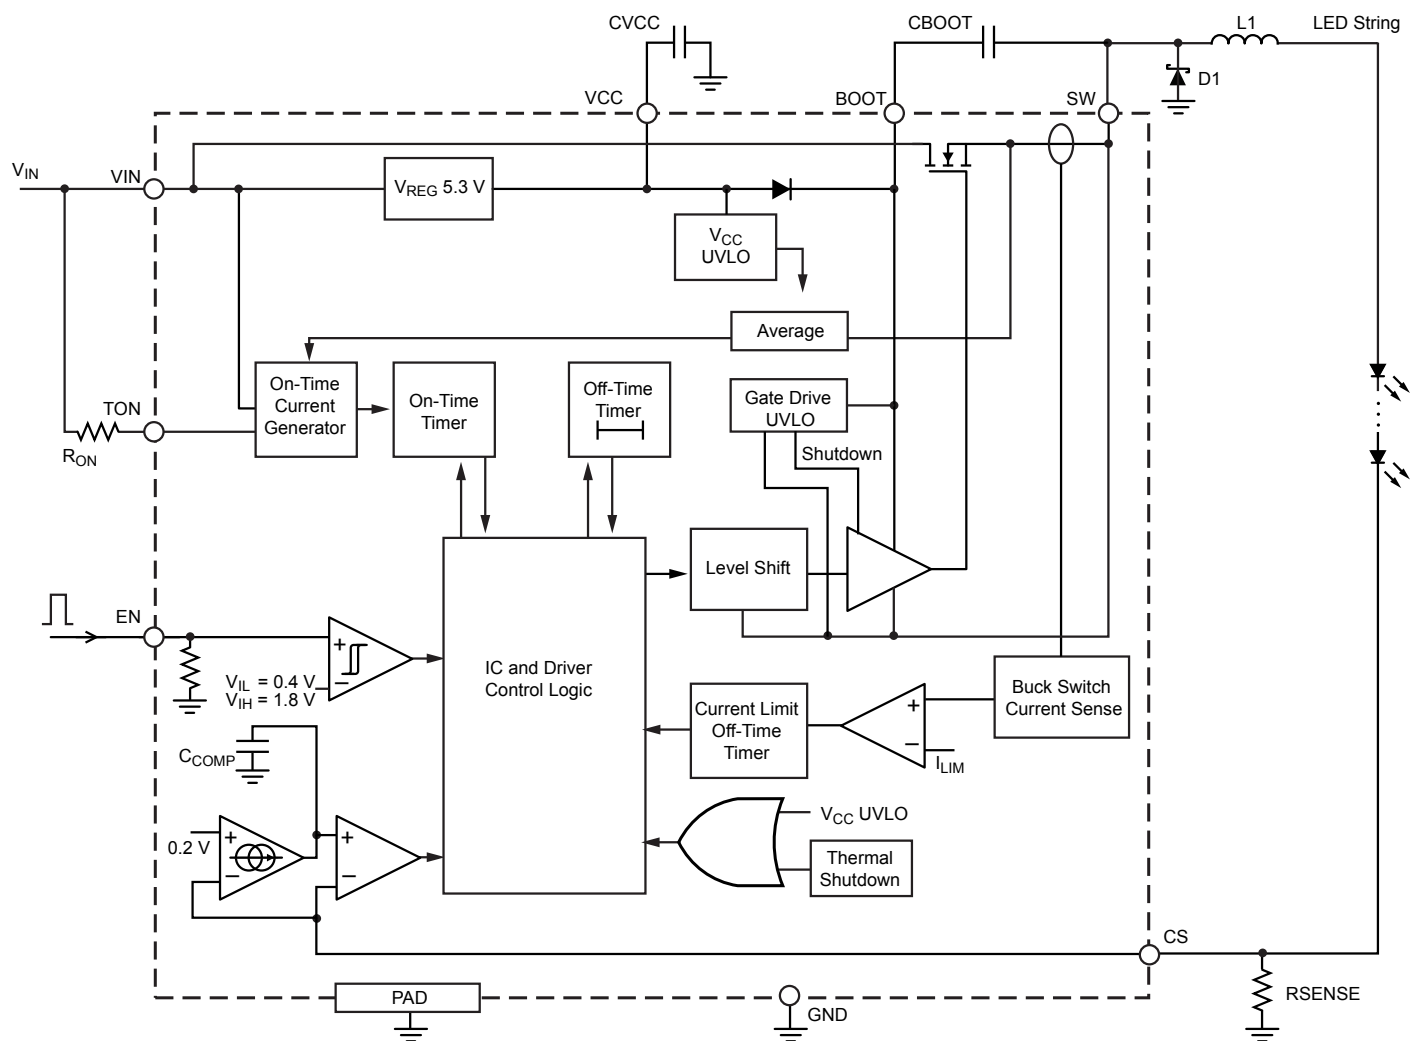 CVCC
CBOOT
L1
LED String
D1
VCC
BOOT
SW
VIN
VIN
VREG 5.3 V
VCC
UVLO
Average
On-Time
Current
Generator
On-Time
Timer
Off-Time
Timer
Gate Drive
UVLO
Shutdown
TON
RON
Level Shift
EN
VIL = 0.4 V
VIH = 1.8 V
+
–
IC and Driver
Control Logic
Buck Switch
Current Sense
Current Limit
Off-Time
Timer
+
–
ILIM
CCOMP
0.2 V
+
–
+
–
VCC UVLO
Thermal
Shutdown
CS
RSENSE
PAD
GND